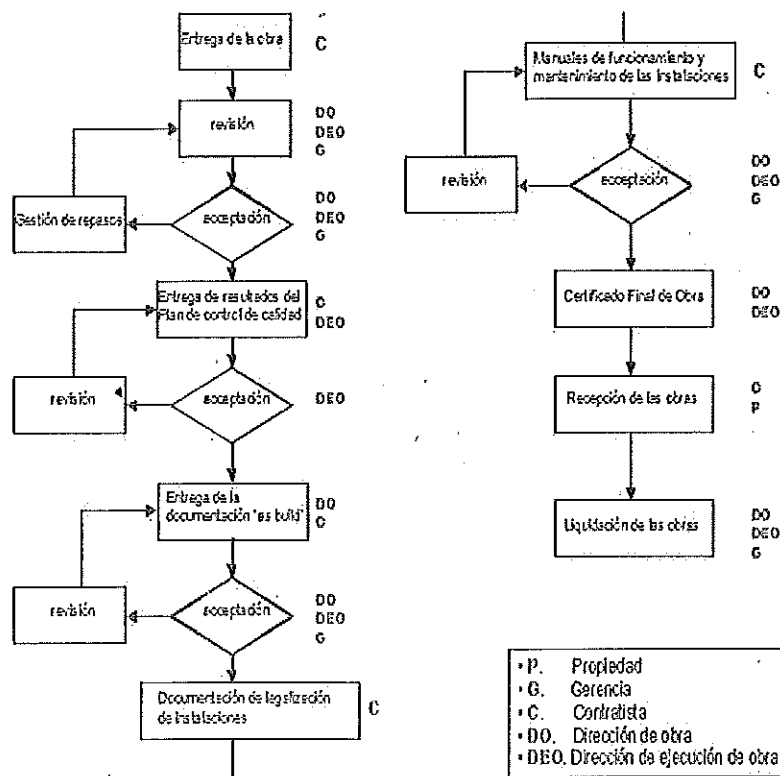 P
Entrega de la obra
C
revisión
DO
DEO
G
acceptación
DO
DEO
G
Gestión de repasos
Entrega de resultados del
Plan de control de calidad
C
DEO
revisión
acceptación
DEO
Entrega de la
documentación "as build"
DO
C
revisión
acceptación
DO
DEO
G
Documentación de legalización
de instalaciones
C
Manuales de funcionamiento y
mantenimiento de las instalaciones
C
revisión
acceptación
DO
DEO
G
Certificado Final de Obra
DO
DEO
Recepción de las obras
C
P
Liquidación de las obras
DO
DEO
G
• P. Propiedad
• G. Gerencia
• C. Contratista
• DO. Dirección de obra
• DEO. Dirección de ejecución de obra